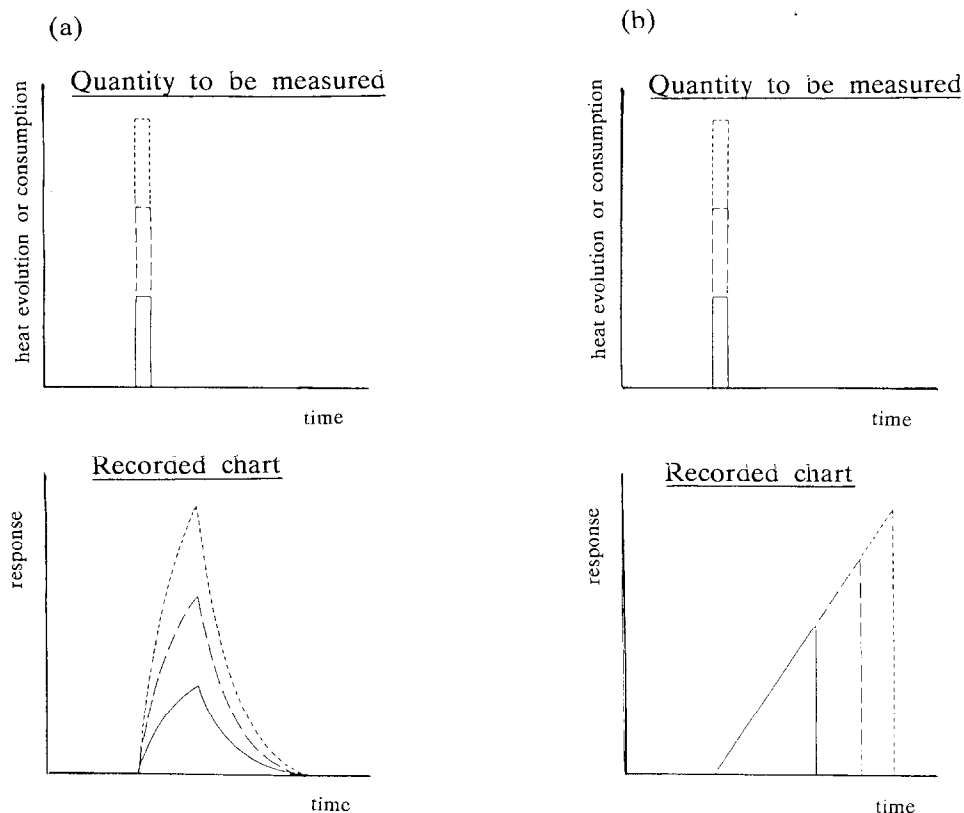 (a)
Quantity to be measured
heat evolution or consumption
time
Recorded chart
response
time
(b)
Quantity to be measured
heat evolution or consumption
time
Recorded chart
response
time